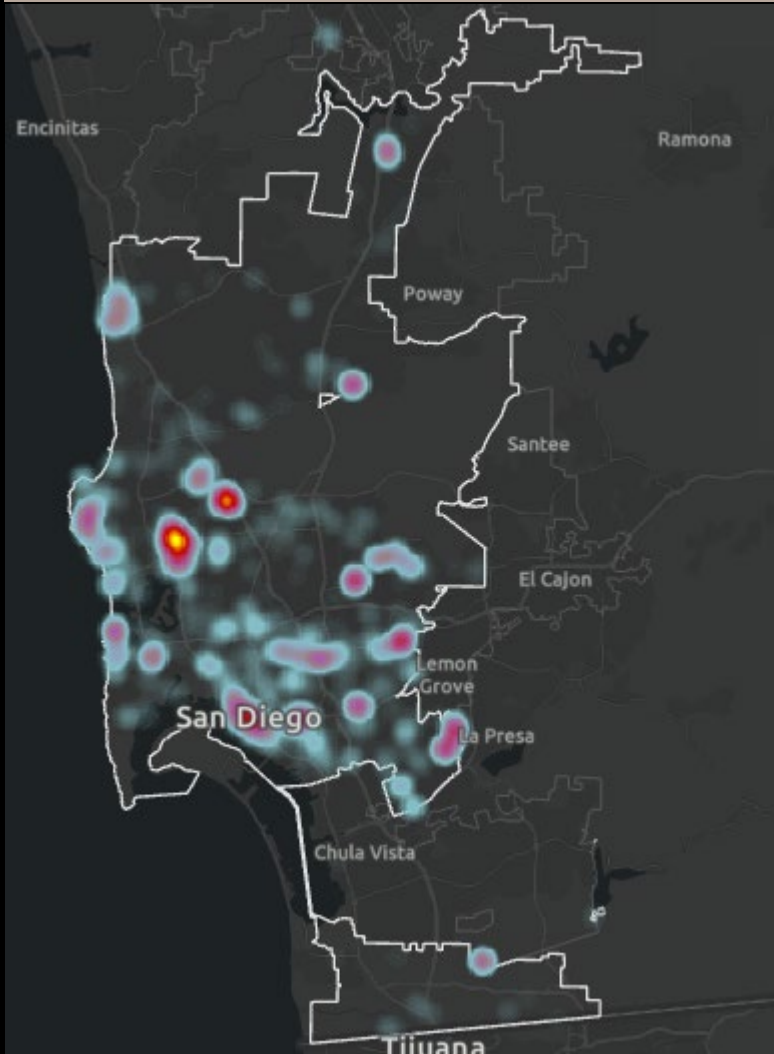 Encinitas
Ramona
Poway
Santee
El Cajon
Lemon
Grove
San Diego
La Presa
Chula Vista
Tijuana